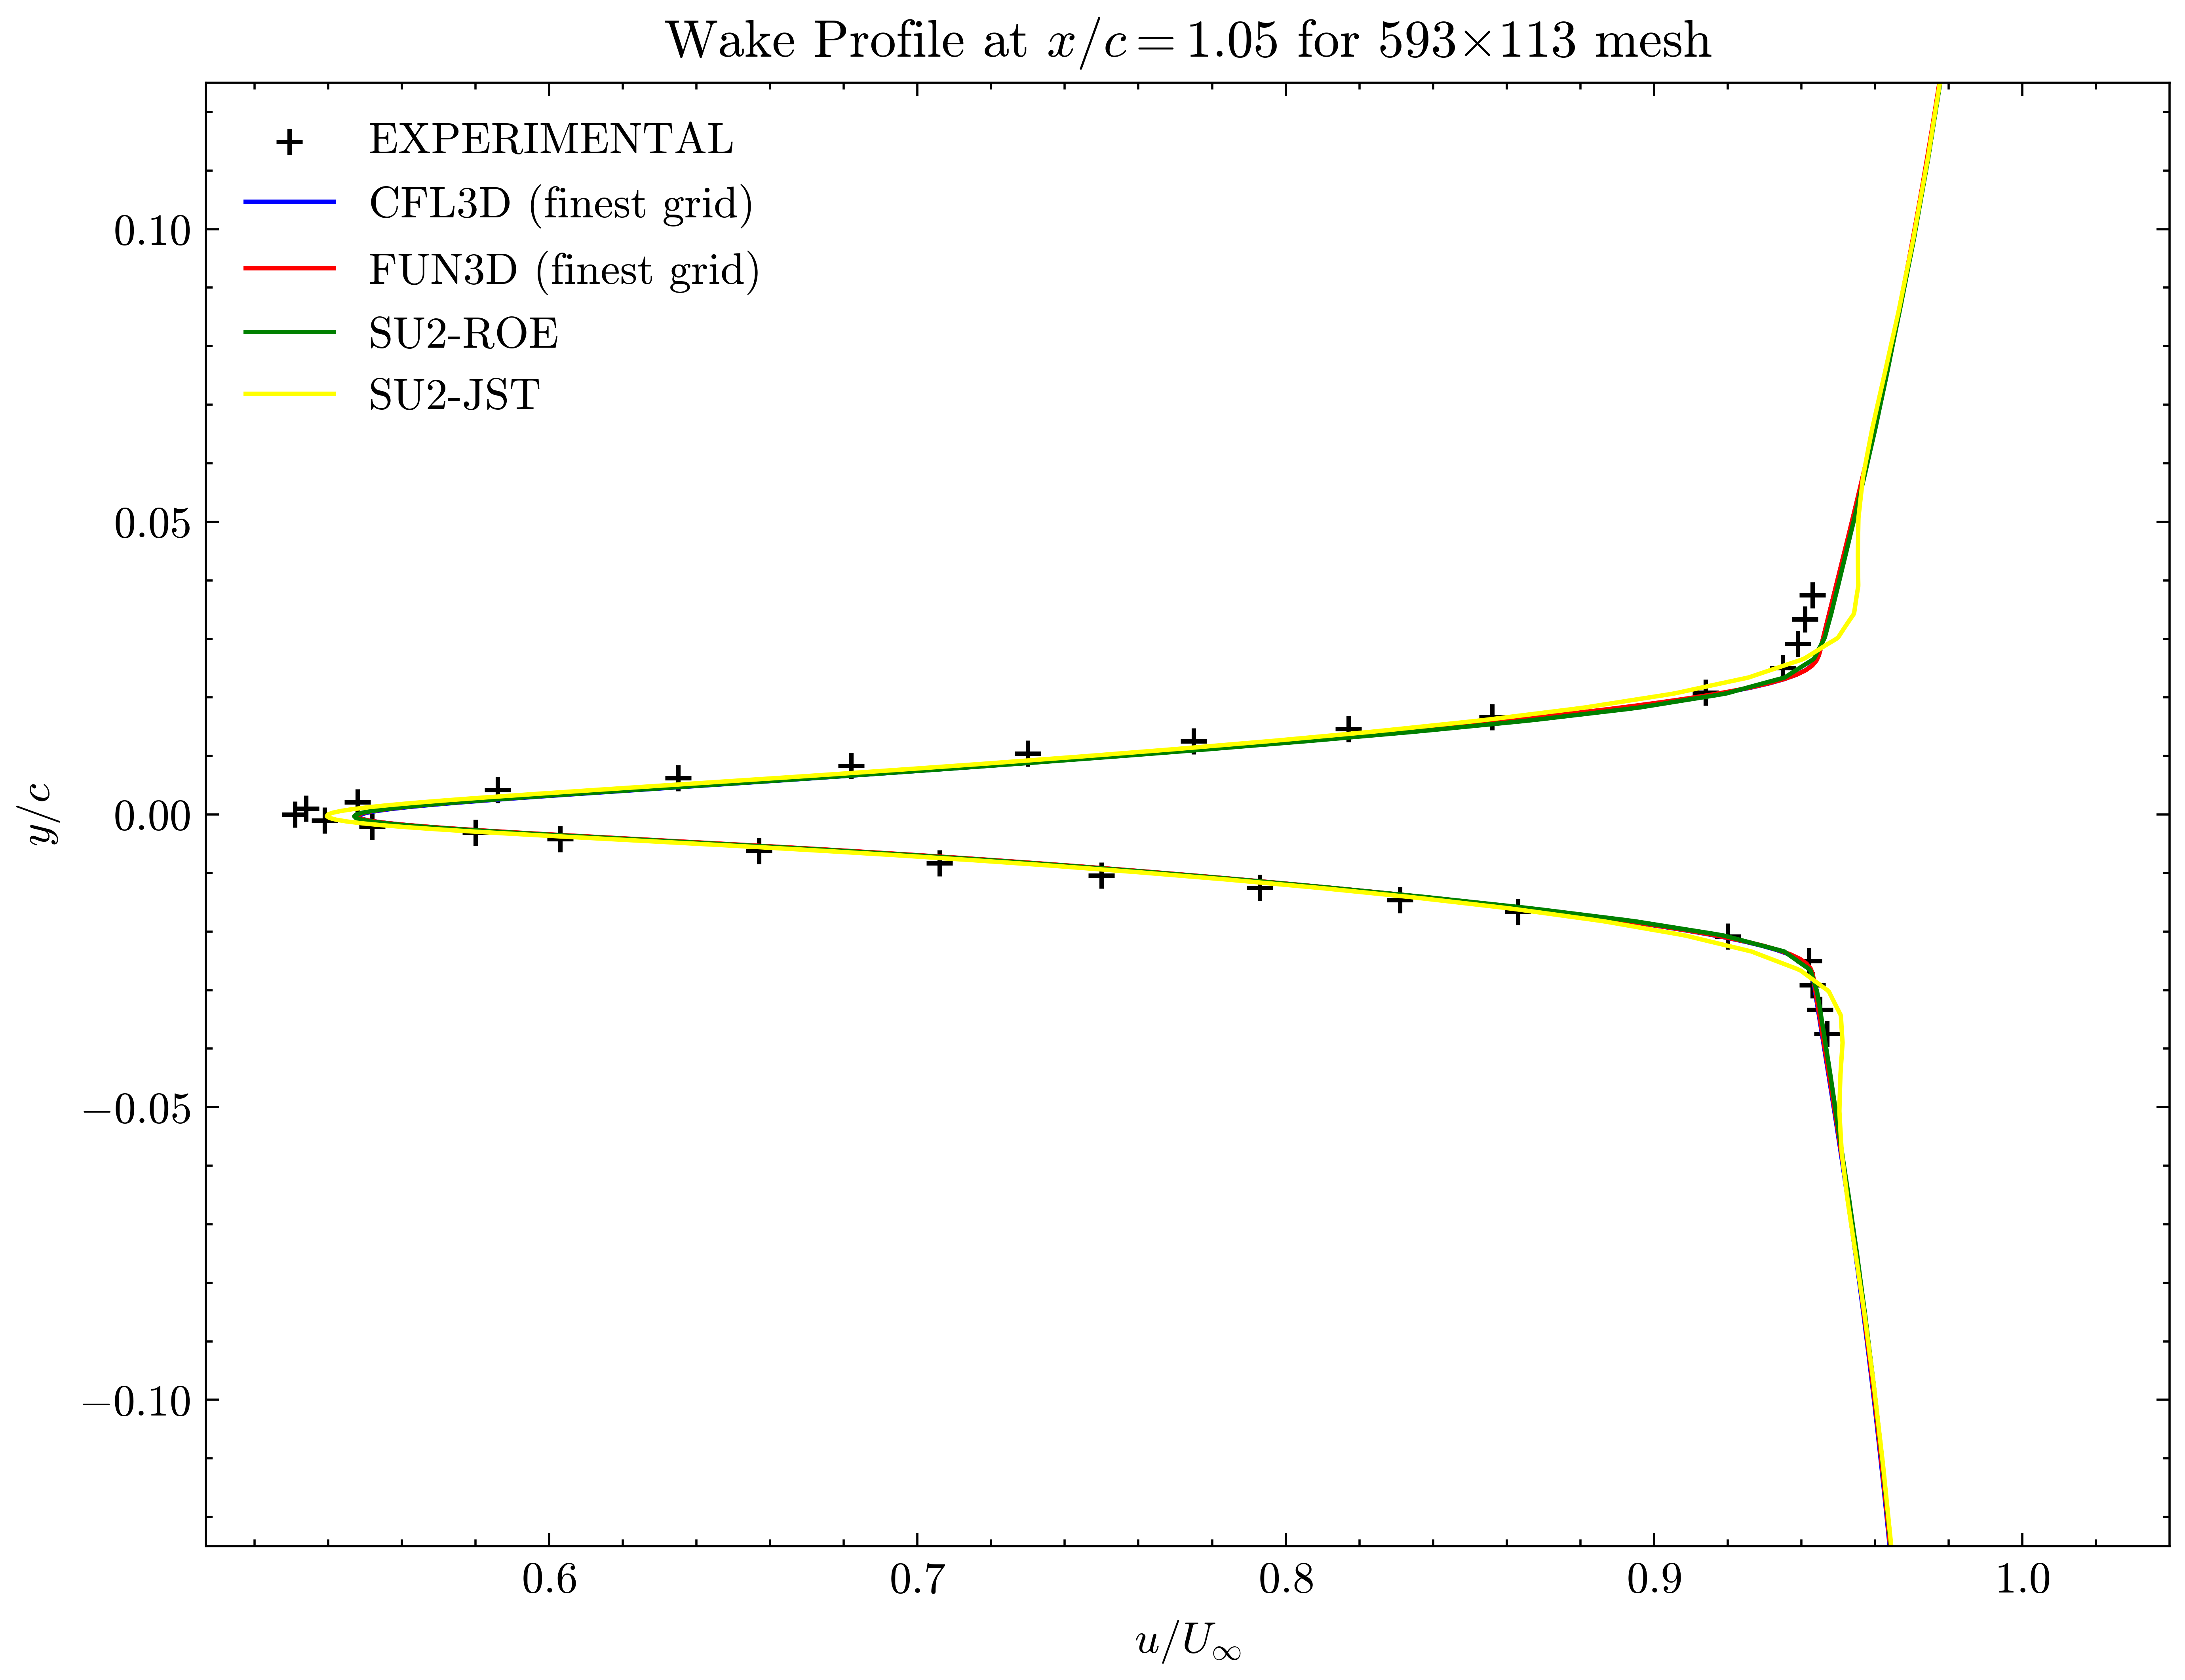 Wake Profile at x/c = 1.05 for 593×113 mesh
EXPERIMENTAL
CFL3D (finest grid)
FUN3D (finest grid)
SU2-ROE
SU2-JST
0.10
0.05
0.00
−0.05
−0.10
y/c
0.6 0.7 0.8 0.9 1.0
u/U∞